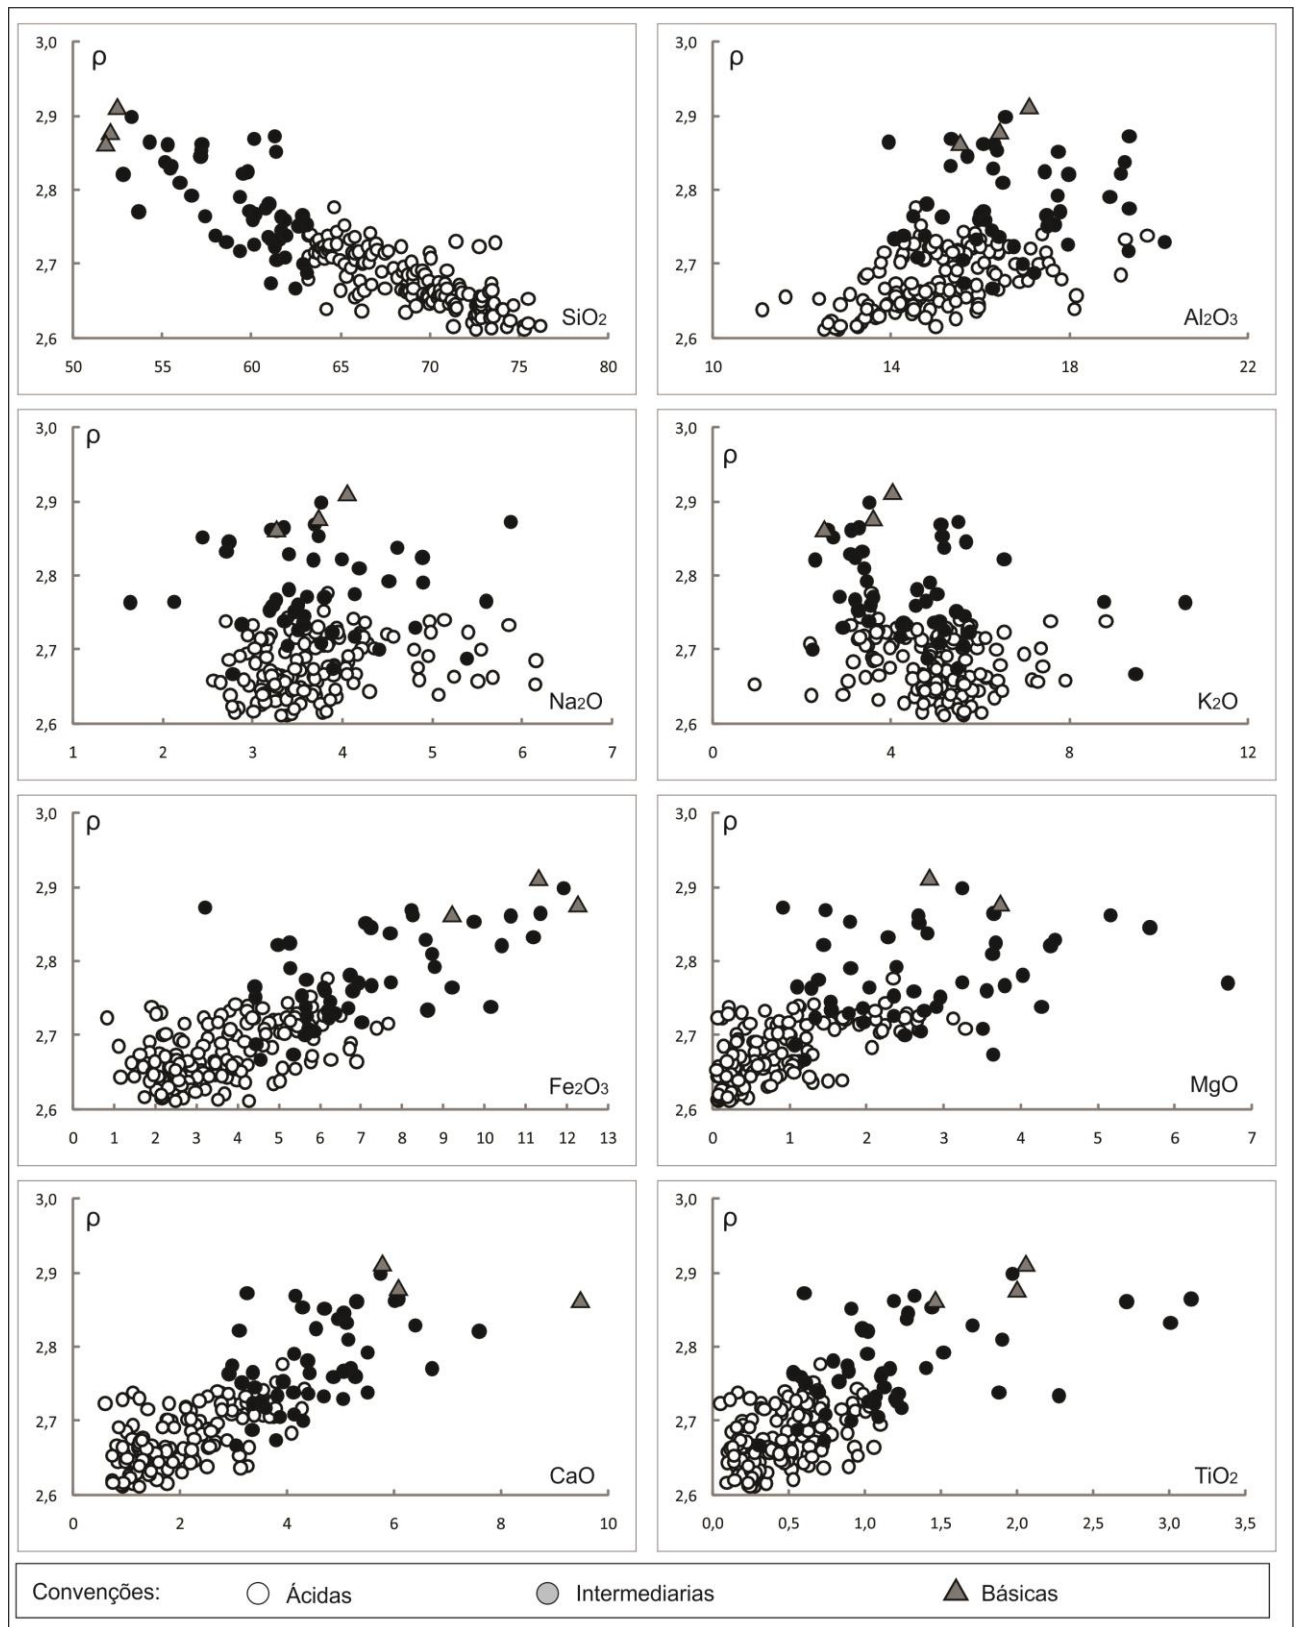 3,0 3,0
ρ ρ
2,9 2,9
2,8 2,8
2,7 2,7
SiO₂ Al₂O₃
2,6 2,6
50 55 60 65 70 75 80 10 14 18 22
3,0 3,0
ρ ρ
2,9 2,9
2,8 2,8
2,7 2,7
Na₂O K₂O
2,6 2,6
1 2 3 4 5 6 7 0 4 8 12
3,0 3,0
ρ ρ
2,9 2,9
2,8 2,8
2,7 2,7
Fe₂O₃ MgO
2,6 2,6
0 1 2 3 4 5 6 7 8 9 10 11 12 13 0 1 2 3 4 5 6 7
3,0 3,0
ρ ρ
2,9 2,9
2,8 2,8
2,7 2,7
CaO TiO₂
2,6 2,6
0 2 4 6 8 10 0,0 0,5 1,0 1,5 2,0 2,5 3,0 3,5
Convenções: Ácidas Intermediarias Básicas